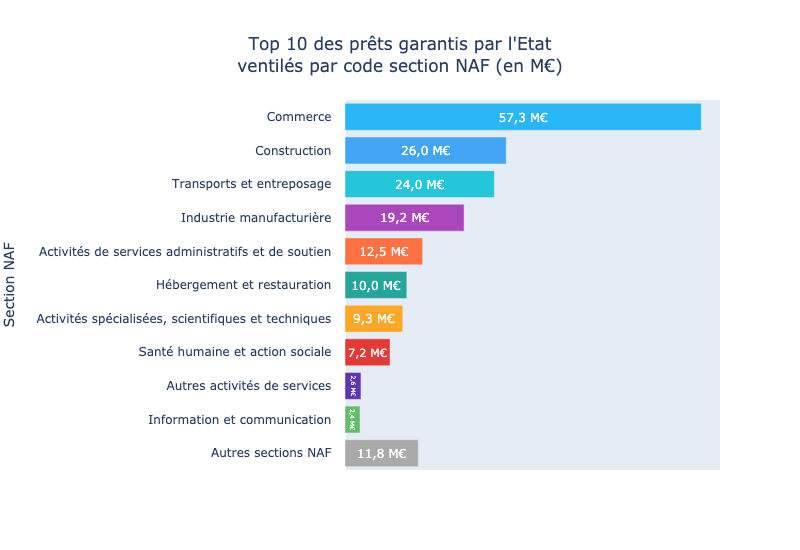 Top 10 des prêts garantis par l'Etat
ventilés par code section NAF (en M€)
Section NAF
Commerce 57,3 M€
Construction 26,0 M€
Transports et entreposage 24,0 M€
Industrie manufacturière 19,2 M€
Activités de services administratifs et de soutien 12,5 M€
Hébergement et restauration 10,0 M€
Activités spécialisées, scientifiques et techniques 9,3 M€
Santé humaine et action sociale 7,2 M€
Autres activités de services 2,6 M€
Information et communication 2,4 M€
Autres sections NAF 11,8 M€